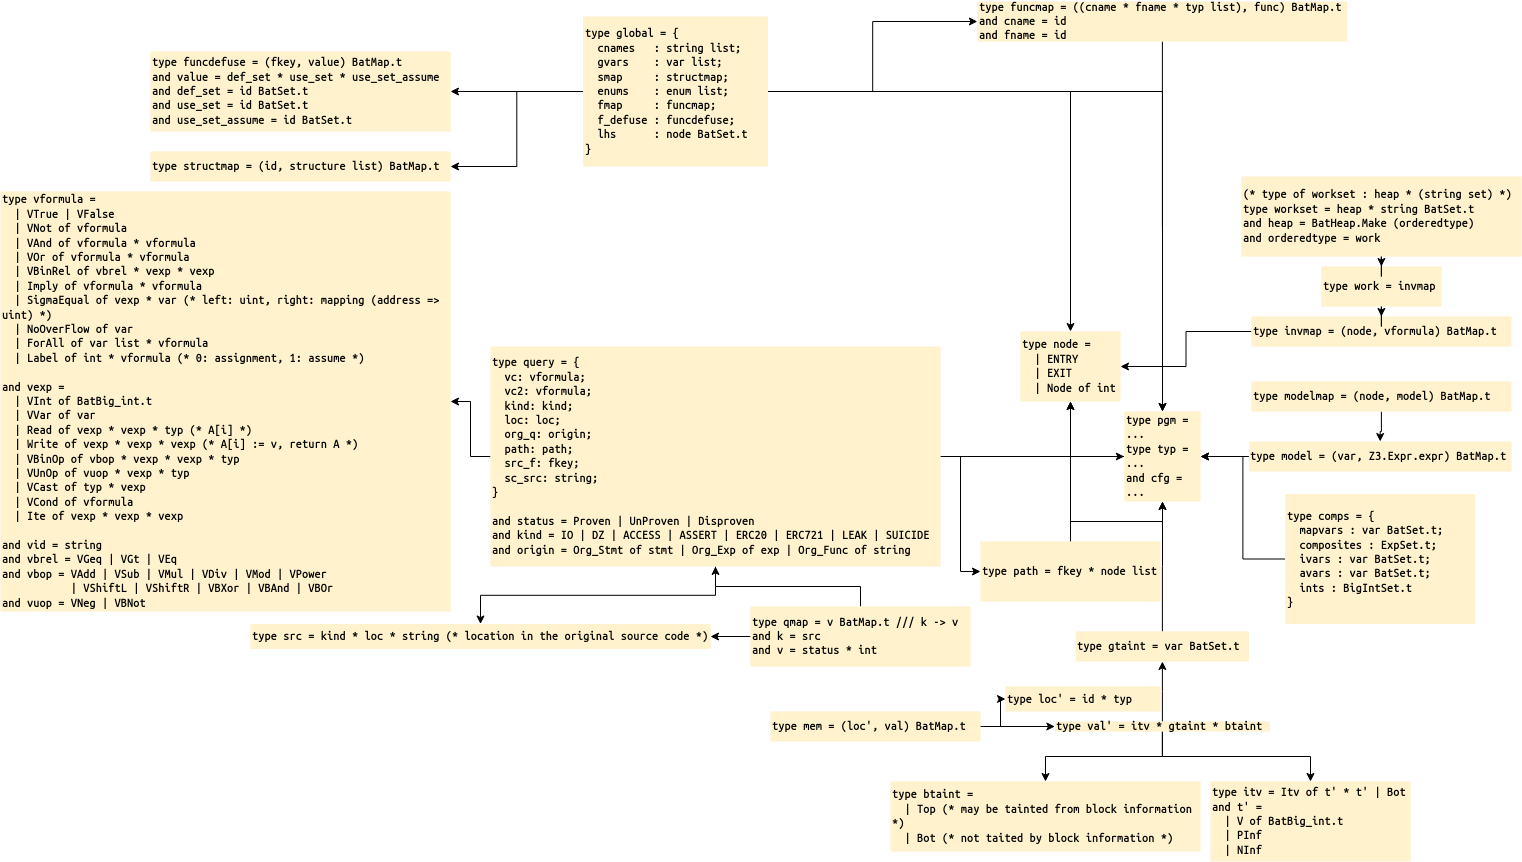 type funcmap = ((cname * fname * typ list), func) BatMap.t
and cname = id
and fname = id
type global = {
  cnames   : string list;
  gvars    : var list;
  smap     : structmap;
  enums    : enum list;
  fmap     : funcmap;
  f_defuse : funcdefuse;
  lhs      : node BatSet.t
}
type funcdefuse = (fkey, value) BatMap.t
and value = def_set * use_set * use_set_assume
and def_set = id BatSet.t
and use_set = id BatSet.t
and use_set_assume = id BatSet.t
type structmap = (id, structure list) BatMap.t
type vformula =
  | VTrue | VFalse
  | VNot of vformula
  | VAnd of vformula * vformula
  | VOr of vformula * vformula
  | VBinRel of vbrel * vexp * vexp
  | Imply of vformula * vformula
  | SigmaEqual of vexp * var (* left: uint, right: mapping (address =>
uint) *)
  | NoOverFlow of var
  | ForAll of var list * vformula
  | Label of int * vformula (* 0: assignment, 1: assume *)
and vexp =
  | VInt of BatBig_int.t
  | VVar of var
  | Read of vexp * vexp * typ (* A[i] *)
  | Write of vexp * vexp * vexp (* A[i] := v, return A *)
  | VBinOp of vbop * vexp * vexp * typ
  | VUnOp of vuop * vexp * typ
  | VCast of typ * vexp
  | VCond of vformula
  | Ite of vexp * vexp * vexp
and vid = string
and vbrel = VGeq | VGt | VEq
and vbop = VAdd | VSub | VMul | VDiv | VMod | VPower
           | VShiftL | VShiftR | VBXor | VBAnd | VBOr
and vuop = VNeg | VBNot
(* type of workset : heap * (string set) *)
type workset = heap * string BatSet.t
and heap = BatHeap.Make (orderedtype)
and orderedtype = work
type work = invmap
type invmap = (node, vformula) BatMap.t
type node =
  | ENTRY
  | EXIT
  | Node of int
type query = {
  vc: vformula;
  vc2: vformula;
  kind: kind;
  loc: loc;
  org_q: origin;
  path: path;
  src_f: fkey;
  sc_src: string;
}
and status = Proven | UnProven | Disproven
and kind = IO | DZ | ACCESS | ASSERT | ERC20 | ERC721 | LEAK | SUICIDE
and origin = Org_Stmt of stmt | Org_Exp of exp | Org_Func of string
type modelmap = (node, model) BatMap.t
type pgm =
...
type typ =
...
and cfg =
...
type model = (var, Z3.Expr.expr) BatMap.t
type comps = {
  mapvars : var BatSet.t;
  composites : ExpSet.t;
  ivars : var BatSet.t;
  avars : var BatSet.t;
  ints : BigIntSet.t
}
type path = fkey * node list
type src = kind * loc * string (* location in the original source code *)
type qmap = v BatMap.t /// k -> v
and k = src
and v = status * int
type gtaint = var BatSet.t
type loc' = id * typ
type mem = (loc', val) BatMap.t
type val' = itv * gtaint * btaint
type btaint =
  | Top (* may be tainted from block information
*)
  | Bot (* not taited by block information *)
type itv = Itv of t' * t' | Bot
and t' =
  | V of BatBig_int.t
  | PInf
  | NInf